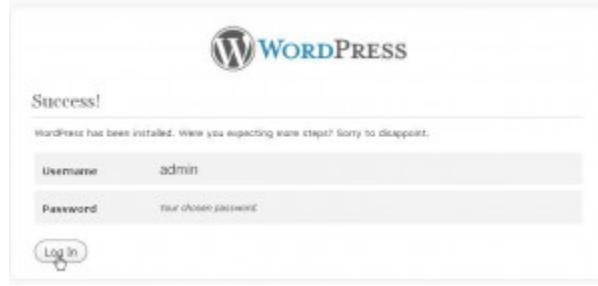 WORDPRESS
Success!
WordPress has been installed. Were you expecting more steps? Sorry to disappoint.
Username admin
Password Your chosen password.
Log In